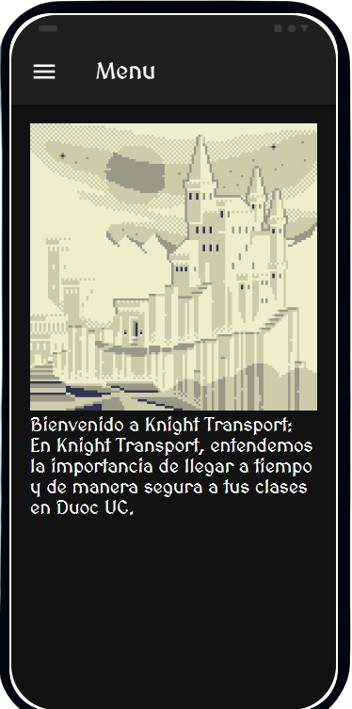 Menu
Bienvenido a Knight Transport:
En Knight Transport, entendemos
la importancia de llegar a tiempo
y de manera segura a tus clases
en Duoc UC.